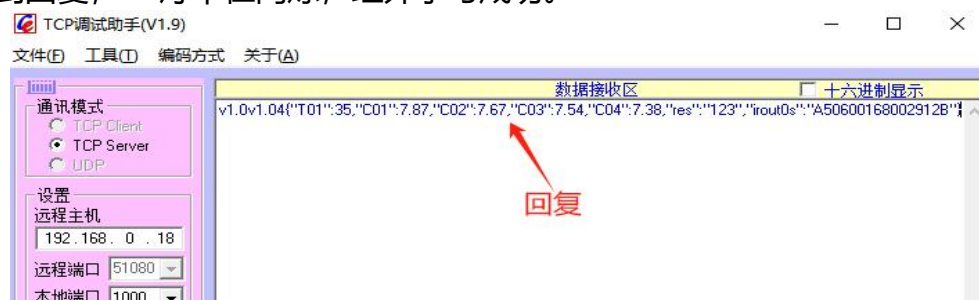 TCP调试助手(V1.9)
文件(F) 工具(T) 编码方式 关于(A)
数据接收区 十六进制显示
v1.0v1.04{"T01":35,"C01":7.87,"C02":7.67,"C03":7.54,"C04":7.38,"res":"123","irout0s":"A50600168002912B"}
通讯模式
TCP Client
TCP Server
UDP
回复
设置
远程主机
192.168. 0 . 18
远程端口 51080
本地端口 1000